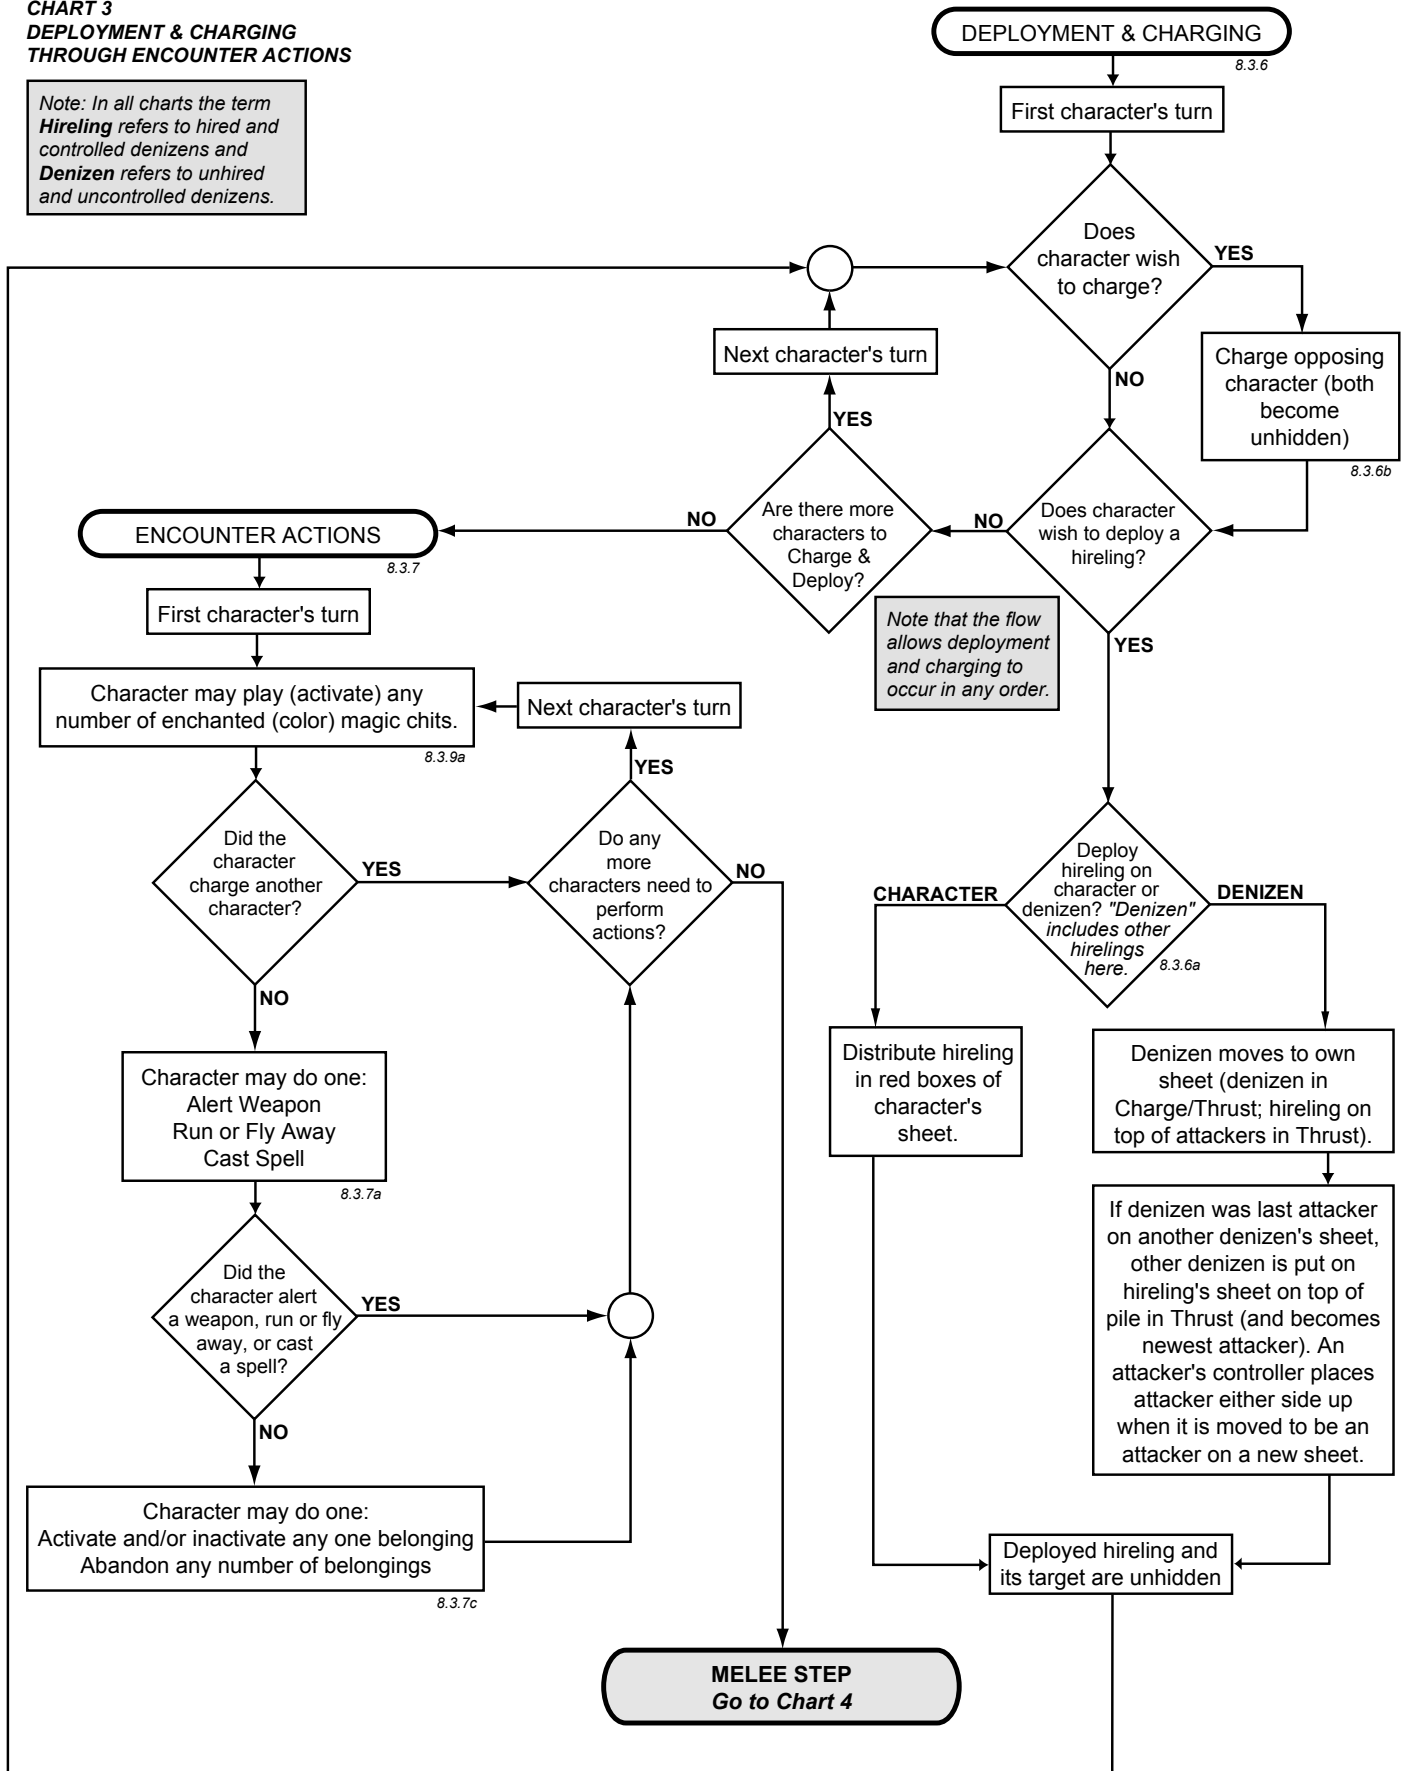 CHART 3
DEPLOYMENT & CHARGING
THROUGH ENCOUNTER ACTIONS
Note: In all charts the term
Hireling refers to hired and
controlled denizens and
Denizen refers to unhired
and uncontrolled denizens.
DEPLOYMENT & CHARGING
8.3.6
First character's turn
Does
character wish
to charge?
YES
NO
Charge opposing
character (both
become
unhidden)
8.3.6b
Next character's turn
YES
Are there more
characters to
Charge &
Deploy?
NO
NO
Does character
wish to deploy a
hireling?
YES
Note that the flow
allows deployment
and charging to
occur in any order.
ENCOUNTER ACTIONS
8.3.7
First character's turn
Character may play (activate) any
number of enchanted (color) magic chits.
8.3.9a
Next character's turn
YES
Did the
character
charge another
character?
YES
NO
Do any
more
characters need to
perform
actions?
NO
Deploy
hireling on
character or
denizen? "Denizen"
includes other
hirelings
here.
8.3.6a
CHARACTER
DENIZEN
Distribute hireling
in red boxes of
character's
sheet.
Denizen moves to own
sheet (denizen in
Charge/Thrust; hireling on
top of attackers in Thrust).
Character may do one:
Alert Weapon
Run or Fly Away
Cast Spell
8.3.7a
If denizen was last attacker
on another denizen's sheet,
other denizen is put on
hireling's sheet on top of
pile in Thrust (and becomes
newest attacker). An
attacker's controller places
attacker either side up
when it is moved to be an
attacker on a new sheet.
Did the
character alert
a weapon, run or fly
away, or cast
a spell?
YES
NO
Character may do one:
Activate and/or inactivate any one belonging
Abandon any number of belongings
8.3.7c
Deployed hireling and
its target are unhidden
MELEE STEP
Go to Chart 4